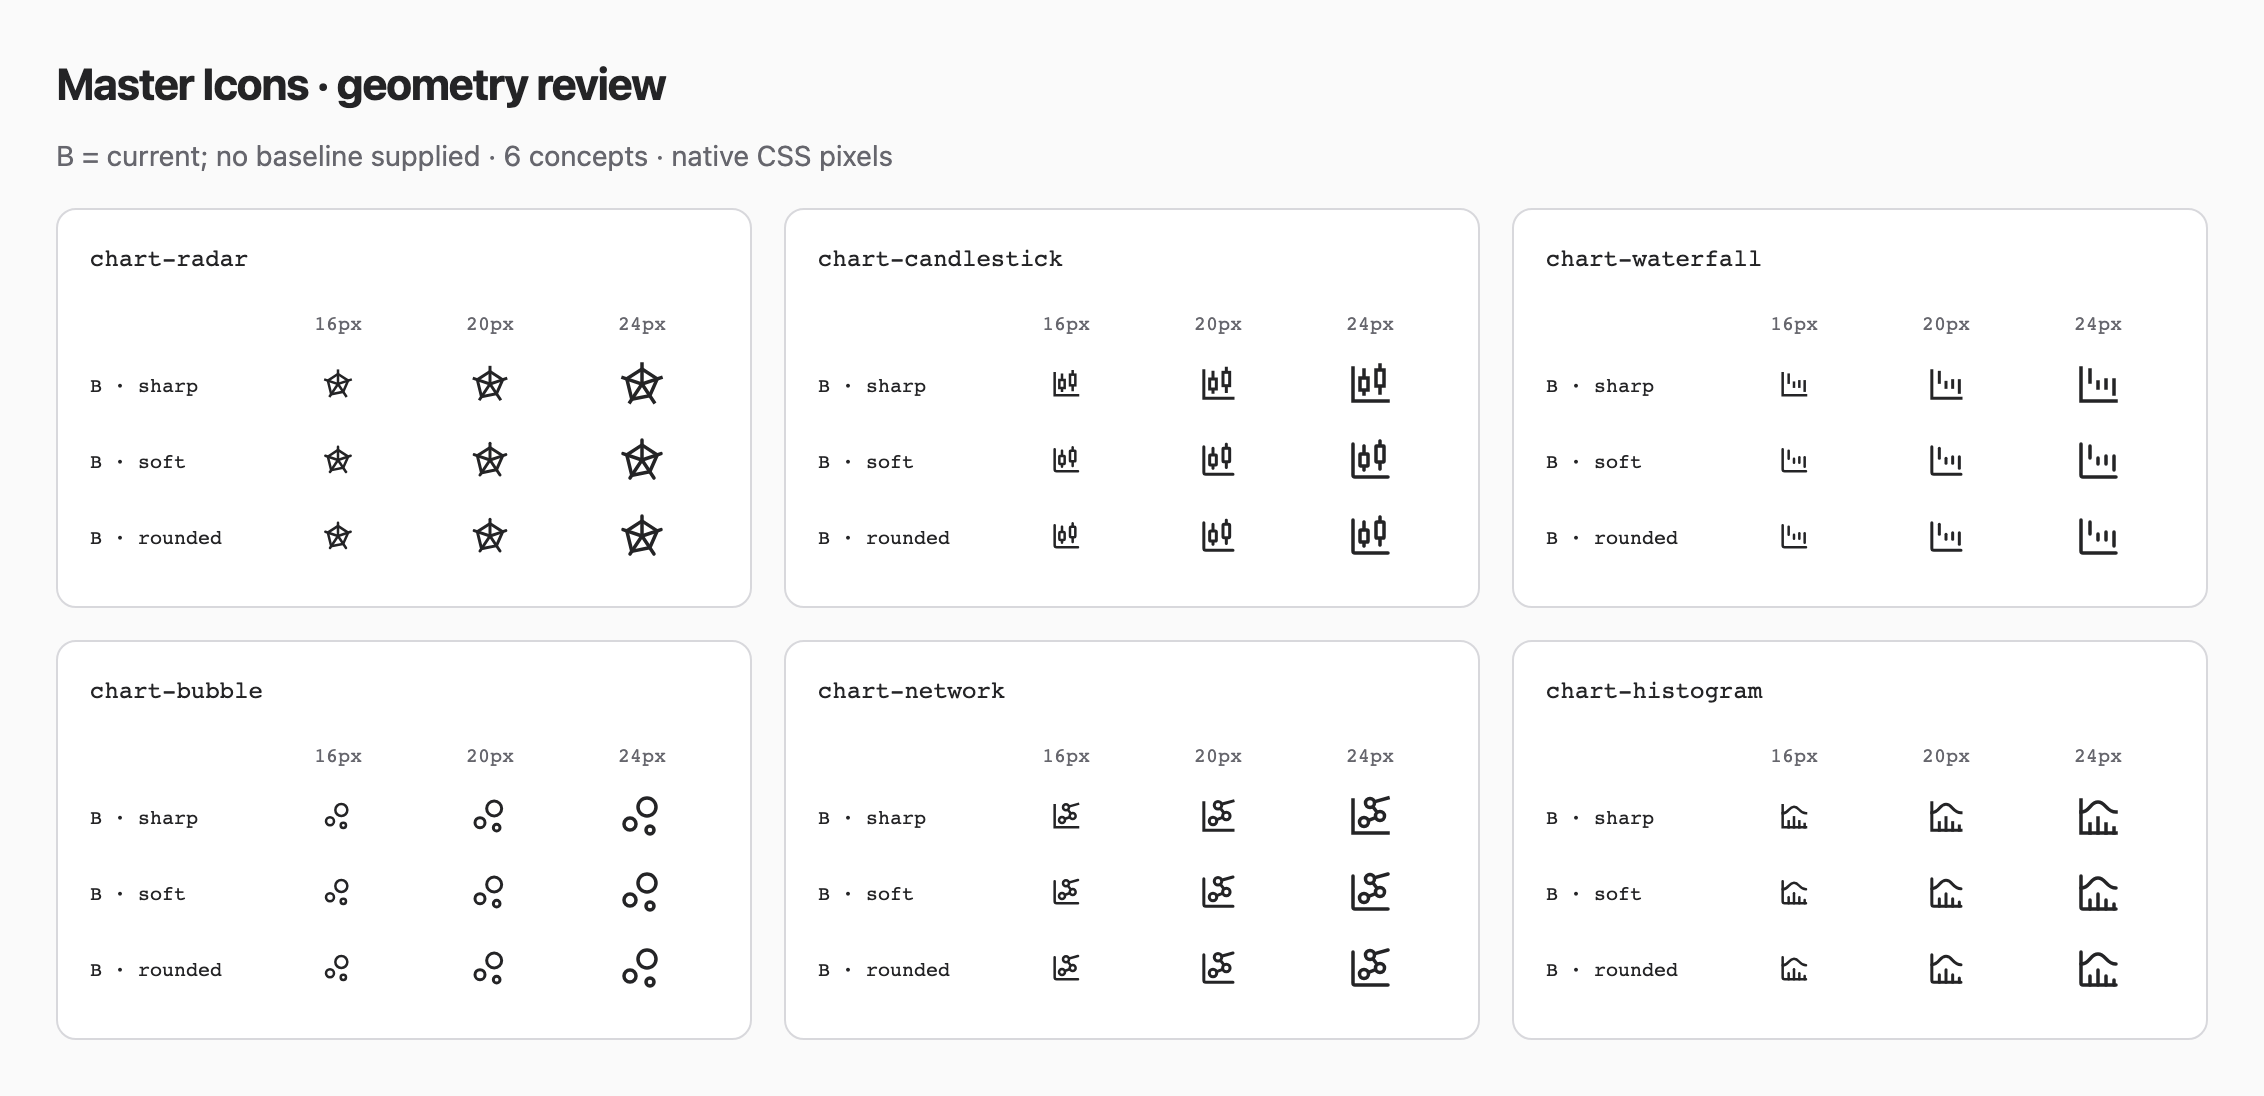 Master Icons · geometry review
B = current; no baseline supplied · 6 concepts · native CSS pixels
chart-radar
16px 20px 24px
B · sharp
B · soft
B · rounded
chart-candlestick
16px 20px 24px
B · sharp
B · soft
B · rounded
chart-waterfall
16px 20px 24px
B · sharp
B · soft
B · rounded
chart-bubble
16px 20px 24px
B · sharp
B · soft
B · rounded
chart-network
16px 20px 24px
B · sharp
B · soft
B · rounded
chart-histogram
16px 20px 24px
B · sharp
B · soft
B · rounded